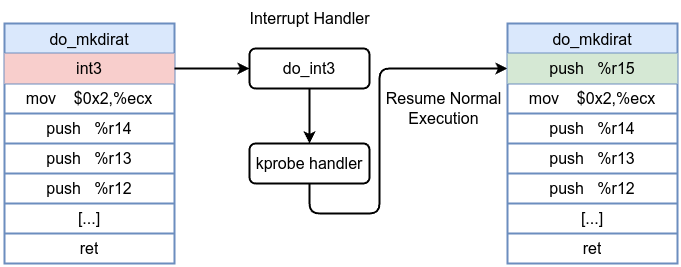 Interrupt Handler
do_mkdirat
int3
mov $0x2,%ecx
push %r14
push %r13
push %r12
[...]
ret
do_int3
kprobe handler
Resume Normal
Execution
do_mkdirat
push %r15
mov $0x2,%ecx
push %r14
push %r13
push %r12
[...]
ret